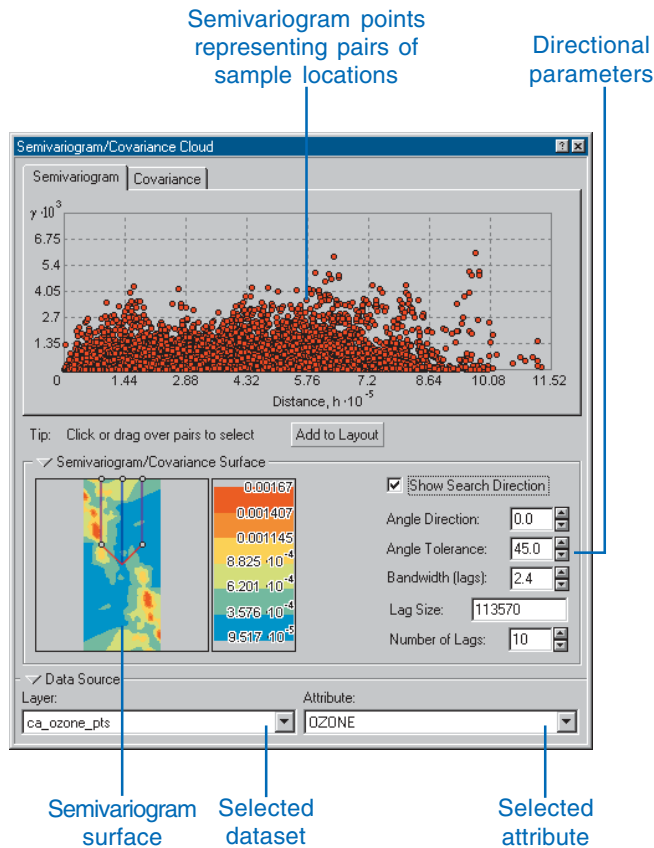 Semivariogram points
representing pairs of
sample locations
Directional
parameters
Semivariogram/Covariance Cloud
Semivariogram
Covariance
γ·10³
6.75
5.4
4.05
2.7
1.35
0 1.44 2.88 4.32 5.76 7.2 8.64 10.08 11.52
Distance, h·10⁻⁵
Tip: Click or drag over pairs to select
Add to Layout
Semivariogram/Covariance Surface
0.00167
0.001407
0.001145
8.825·10⁻⁴
6.201·10⁻⁴
3.576·10⁻⁴
9.517·10⁻⁵
Show Search Direction
Angle Direction: 0.0
Angle Tolerance: 45.0
Bandwidth (lags): 2.4
Lag Size: 113570
Number of Lags: 10
Data Source
Layer:
ca_ozone_pts
Attribute:
OZONE
Semivariogram
surface
Selected
dataset
Selected
attribute